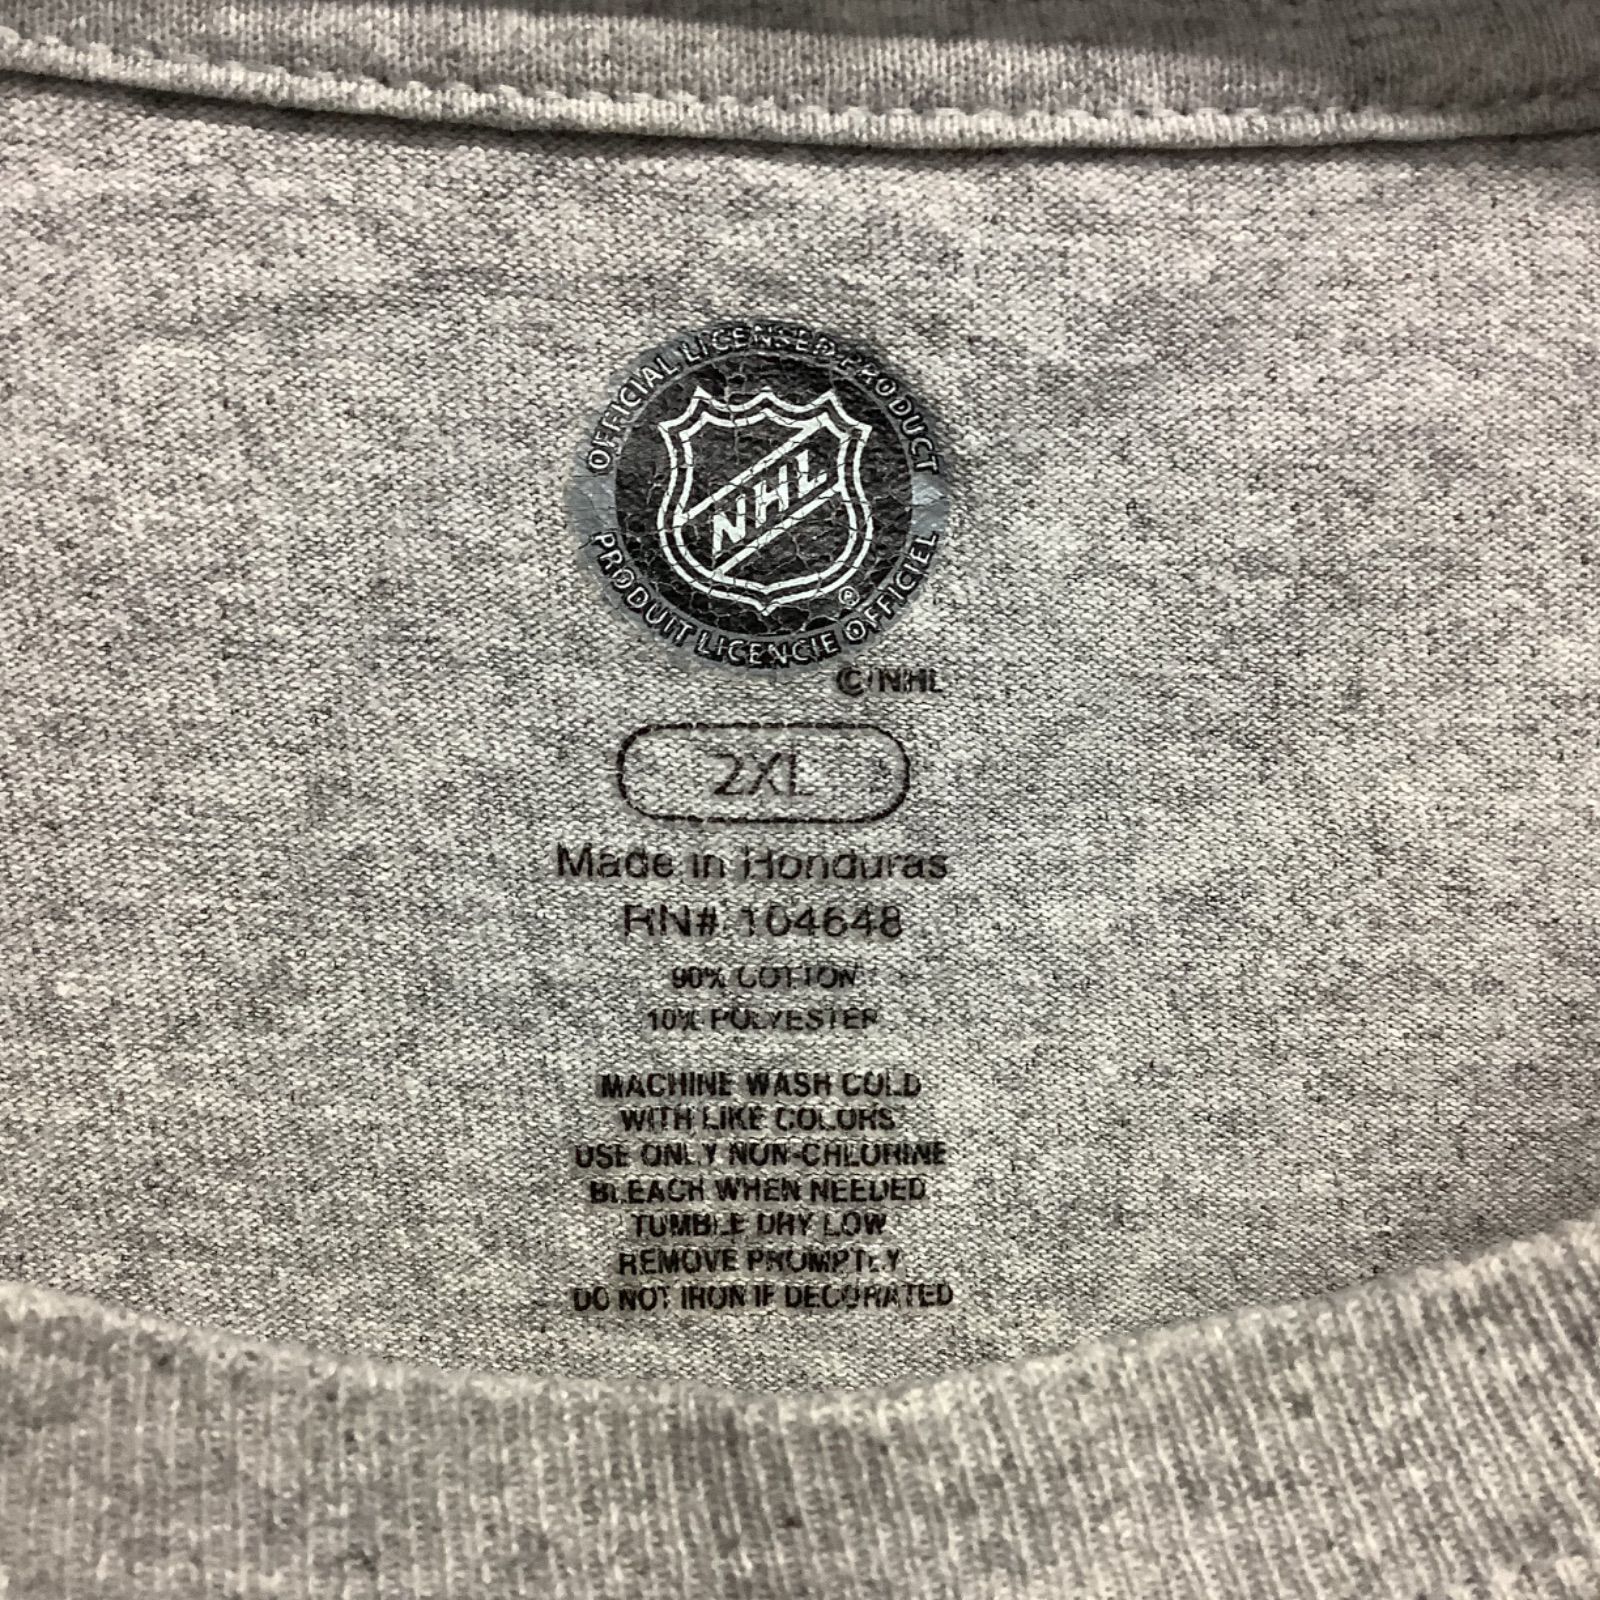 OFFICIAL LICENSED PRODUCT
NHL
®
PRODUIT LICENCIE OFFICIEL
© NHL
2XL
Made in Honduras
RN# 104648
90% COTTON
10% POLYESTER
MACHINE WASH COLD
WITH LIKE COLORS
USE ONLY NON-CHLORINE
BLEACH WHEN NEEDED
TUMBLE DRY LOW
REMOVE PROMPTLY
DO NOT IRON IF DECORATED